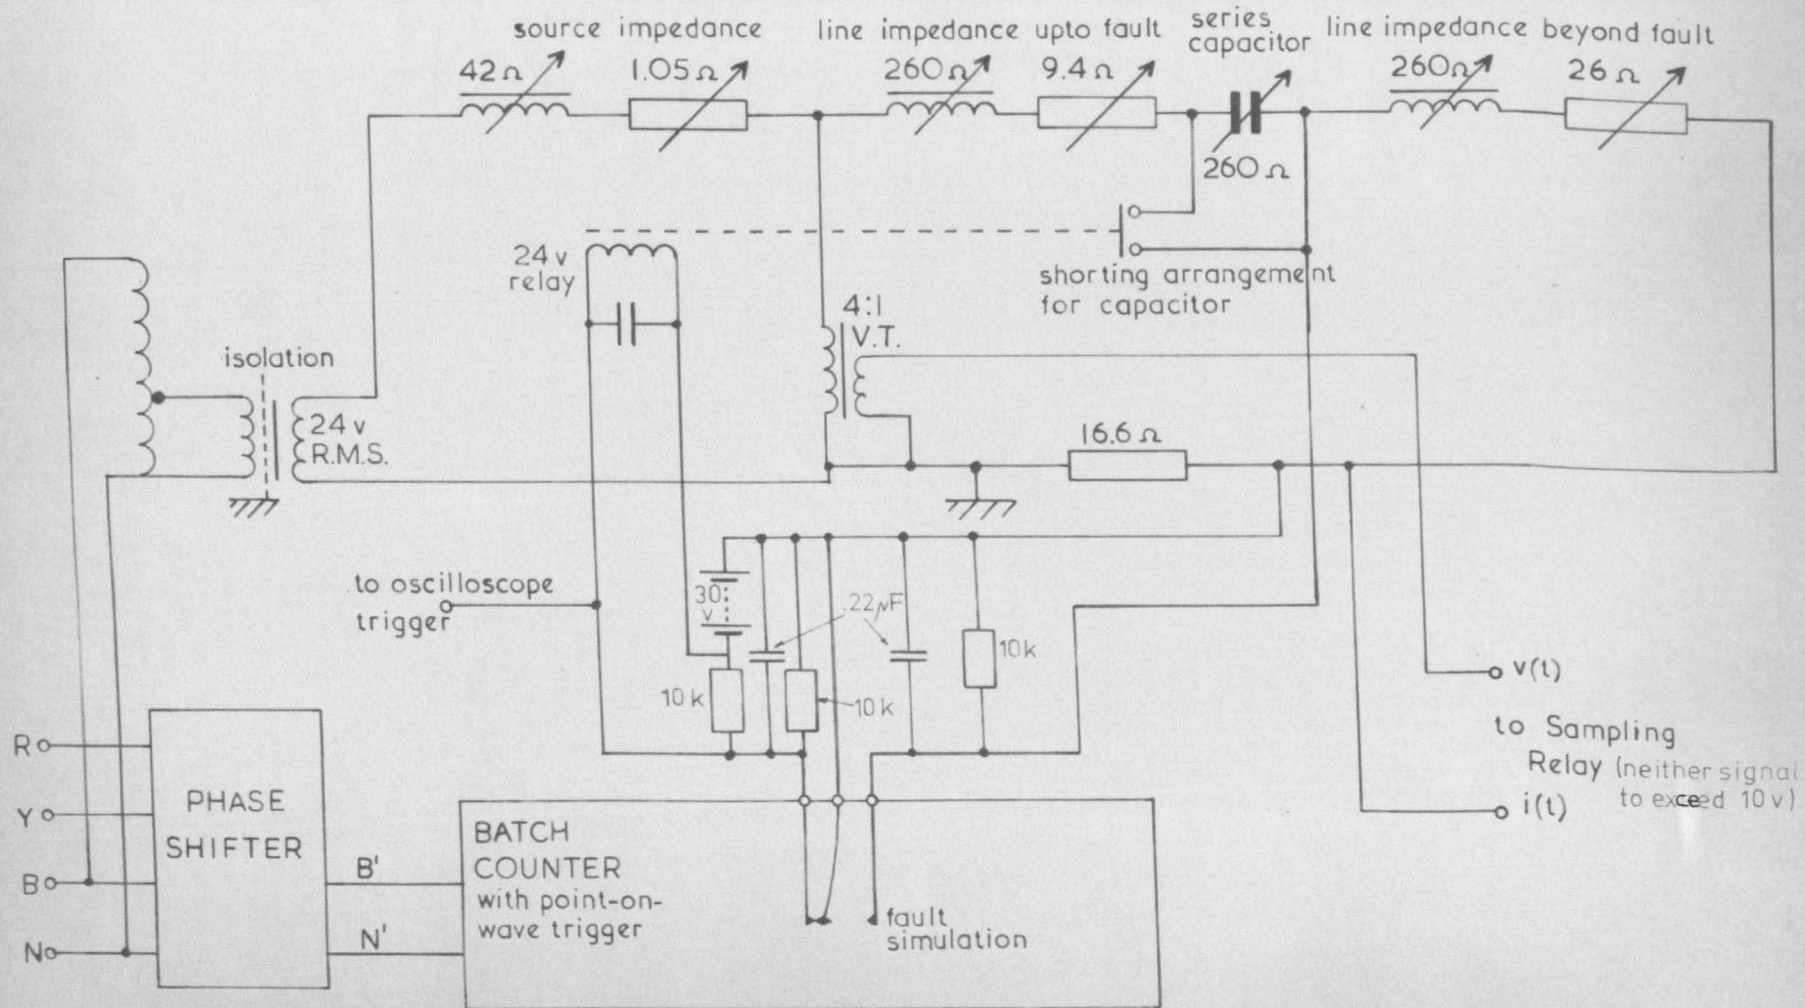 source impedance
line impedance upto fault
series
capacitor
line impedance beyond fault
42Ω
1.05Ω
260Ω
9.4Ω
260Ω
26Ω
260Ω
24v
relay
shorting arrangement
for capacitor
4:1
V.T.
isolation
24v
R.M.S.
16.6Ω
to oscilloscope
trigger
30
v
.22µF
10k
10k
10k
v(t)
to Sampling
Relay (neither signal
to exceed 10v)
i(t)
R
Y
B
N
PHASE
SHIFTER
B'
N'
BATCH
COUNTER
with point-on-
wave trigger
fault
simulation